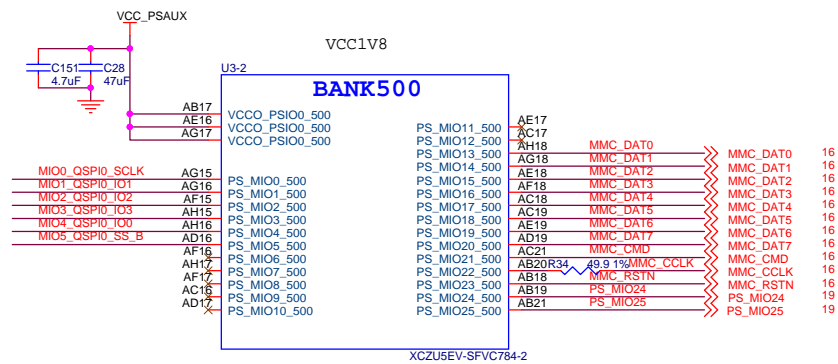 VCC_PSAUX
VCC1V8
C151
4.7uF
C28
47uF
U3-2
BANK500
AB17 VCCO_PSIO0_500
AE16 VCCO_PSIO0_500
AG17 VCCO_PSIO0_500
MIO0_QSPI0_SCLK AG15 PS_MIO0_500
MIO1_QSPI0_IO1 AG16 PS_MIO1_500
MIO2_QSPI0_IO2 AF15 PS_MIO2_500
MIO3_QSPI0_IO3 AH15 PS_MIO3_500
MIO4_QSPI0_IO0 AH16 PS_MIO4_500
MIO5_QSPI0_SS_B AD16 PS_MIO5_500
AF16 PS_MIO6_500
AH17 PS_MIO7_500
AF17 PS_MIO8_500
AC16 PS_MIO9_500
AD17 PS_MIO10_500
PS_MIO11_500 AE17
PS_MIO12_500 AC17
PS_MIO13_500 AH18 MMC_DAT0 MMC_DAT0 16
PS_MIO14_500 AG18 MMC_DAT1 MMC_DAT1 16
PS_MIO15_500 AE18 MMC_DAT2 MMC_DAT2 16
PS_MIO16_500 AF18 MMC_DAT3 MMC_DAT3 16
PS_MIO17_500 AC18 MMC_DAT4 MMC_DAT4 16
PS_MIO18_500 AC19 MMC_DAT5 MMC_DAT5 16
PS_MIO19_500 AE19 MMC_DAT6 MMC_DAT6 16
PS_MIO20_500 AD19 MMC_DAT7 MMC_DAT7 16
PS_MIO21_500 AC21 MMC_CMD MMC_CMD 16
PS_MIO22_500 AB20 R34 49.9 1% MMC_CCLK MMC_CCLK 16
PS_MIO23_500 AB18 MMC_RSTN MMC_RSTN 16
PS_MIO24_500 AB19 PS_MIO24 PS_MIO24 19
PS_MIO25_500 AB21 PS_MIO25 PS_MIO25 19
XCZU5EV-SFVC784-2